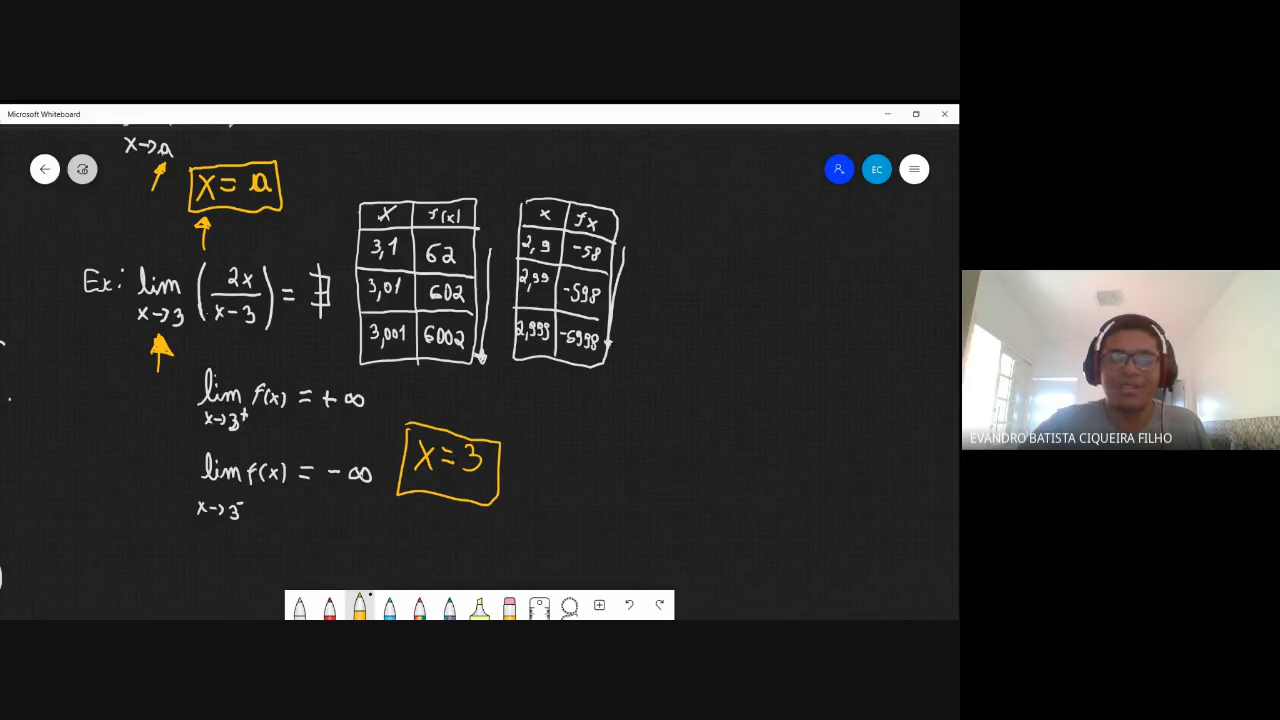 Microsoft Whiteboard
x→a
x = a
EC
Ex: lim (2x / x-3) = ∄
x→3
x f(x)
3,1 62
3,01 602
3,001 6002
x fx
2,9 -58
2,99 -598
2,999 -5998
lim f(x) = +∞
x→3⁺
lim f(x) = -∞
x→3⁻
x = 3
EVANDRO BATISTA CIQUEIRA FILHO